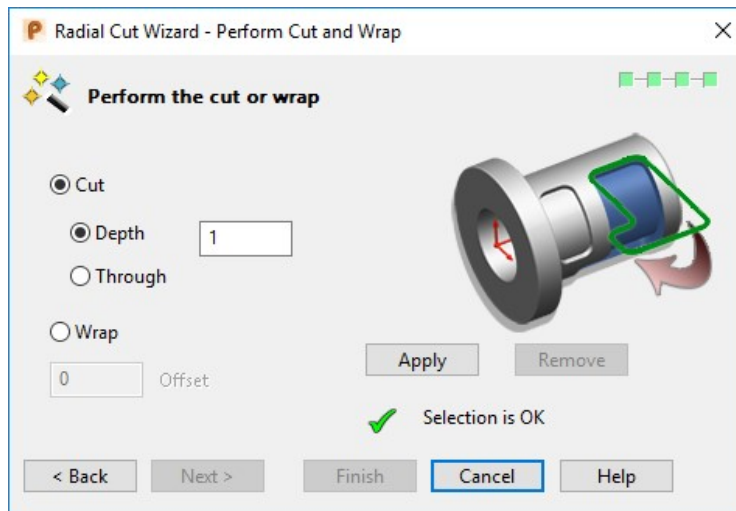 Radial Cut Wizard - Perform Cut and Wrap
Perform the cut or wrap
Cut
Depth 1
Through
Wrap
0 Offset
Apply Remove
Selection is OK
< Back Next > Finish Cancel Help